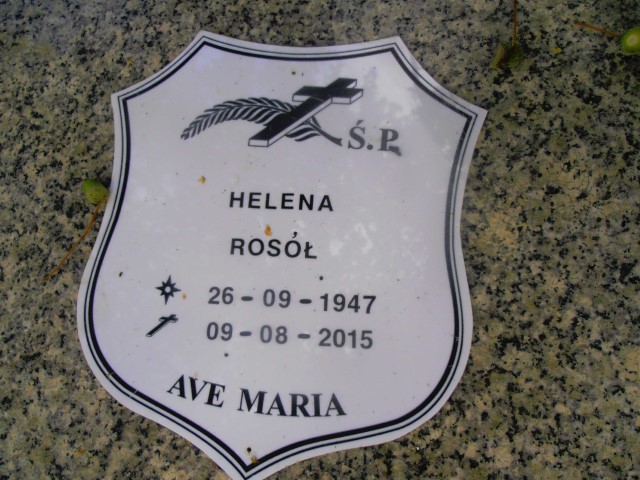 Ś.P.
HELENA
ROSÓŁ
26 - 09 - 1947
09 - 08 - 2015
AVE MARIA